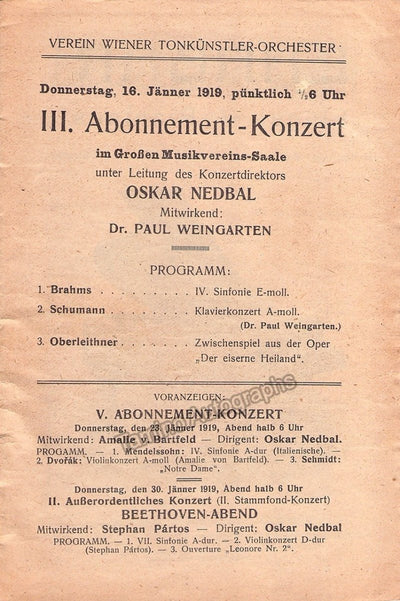 VEREIN WIENER TONKÜNSTLER-ORCHESTER
Donnerstag, 16. Jänner 1919, pünktlich ½6 Uhr
III. Abonnement-Konzert
im Großen Musikvereins-Saale
unter Leitung des Konzertdirektors
OSKAR NEDBAL
Mitwirkend:
Dr. PAUL WEINGARTEN
PROGRAMM:
1. Brahms . . . . . . . . . IV. Sinfonie E-moll.
2. Schumann . . . . . . . . Klavierkonzert A-moll.
(Dr. Paul Weingarten.)
3. Oberleithner . . . . . . . Zwischenspiel aus der Oper
„Der eiserne Heiland".
VORANZEIGEN:
V. ABONNEMENT-KONZERT
Donnerstag, den 23. Jänner 1919, Abend halb 6 Uhr
Mitwirkend: Amalie v. Bartfeld — Dirigent: Oskar Nedbal.
PROGAMM. — 1. Mendelssohn: IV. Sinfonie A-dur (Italienische). —
2. Dvořák: Violinkonzert A-moll (Amalie von Bartfeld). — 3. Schmidt:
„Notre Dame".
Donnerstag, den 30. Jänner 1919, Abend halb 6 Uhr
II. Außerordentliches Konzert (II. Stammfond-Konzert)
BEETHOVEN-ABEND
Mitwirkend: Stephan Pártos — Dirigent: Oskar Nedbal
PROGRAMM. — 1. VII. Sinfonie A-dur. — 2. Violinkonzert D-dur
(Stephan Pártos). — 3. Ouverture „Leonore Nr. 2".